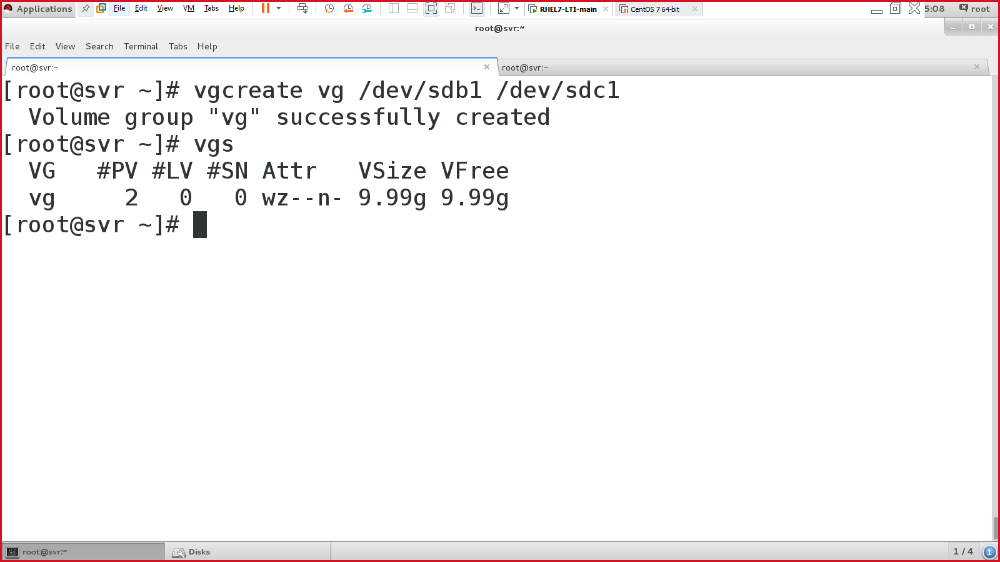 Applications File Edit View VM Tabs Help RHEL7-LTI-main CentOS 7 64-bit 5:08 root
root@svr:~
File Edit View Search Terminal Tabs Help
root@svr:~ root@svr:~
[root@svr ~]# vgcreate vg /dev/sdb1 /dev/sdc1
  Volume group "vg" successfully created
[root@svr ~]# vgs
  VG   #PV #LV #SN Attr   VSize VFree
  vg     2   0   0 wz--n- 9.99g 9.99g
[root@svr ~]#
root@svr:~ Disks 1 / 4 1